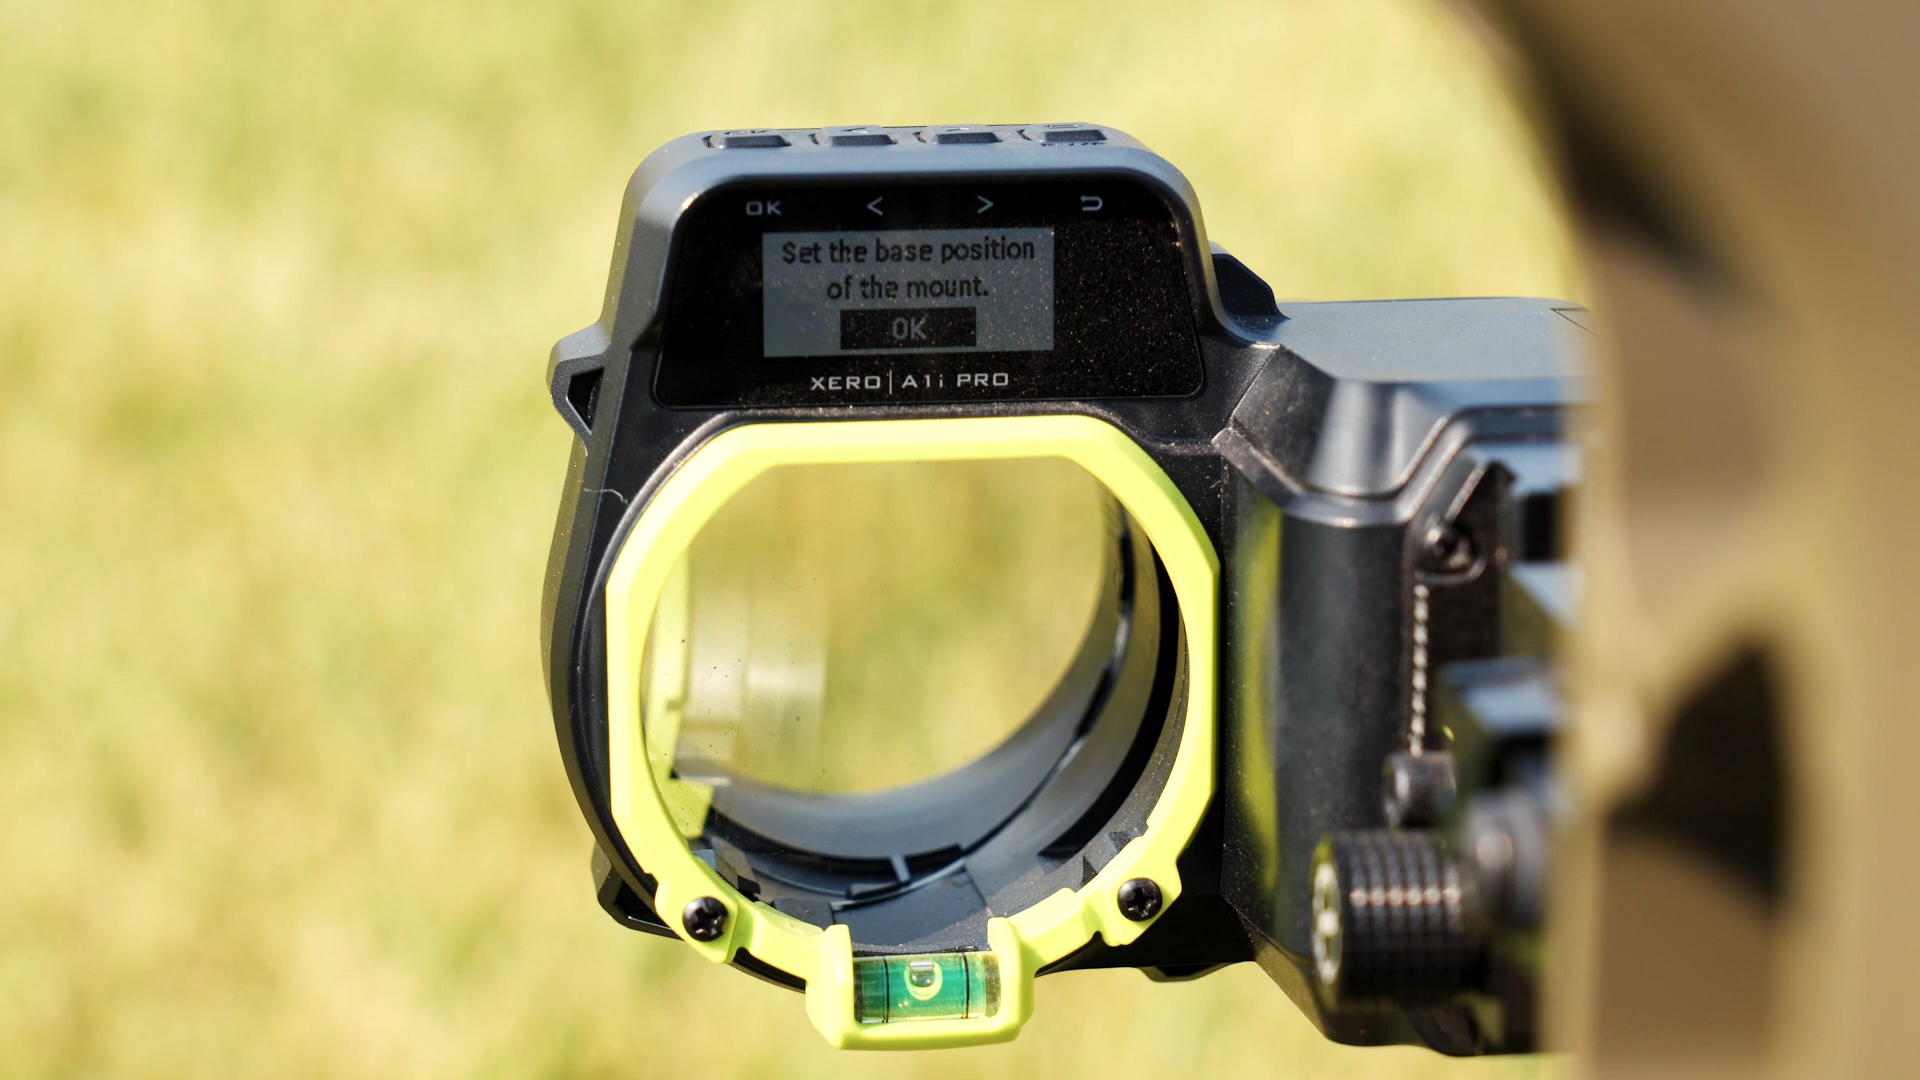 OK < >
Set the base position
of the mount.
OK
XERO | A1i PRO